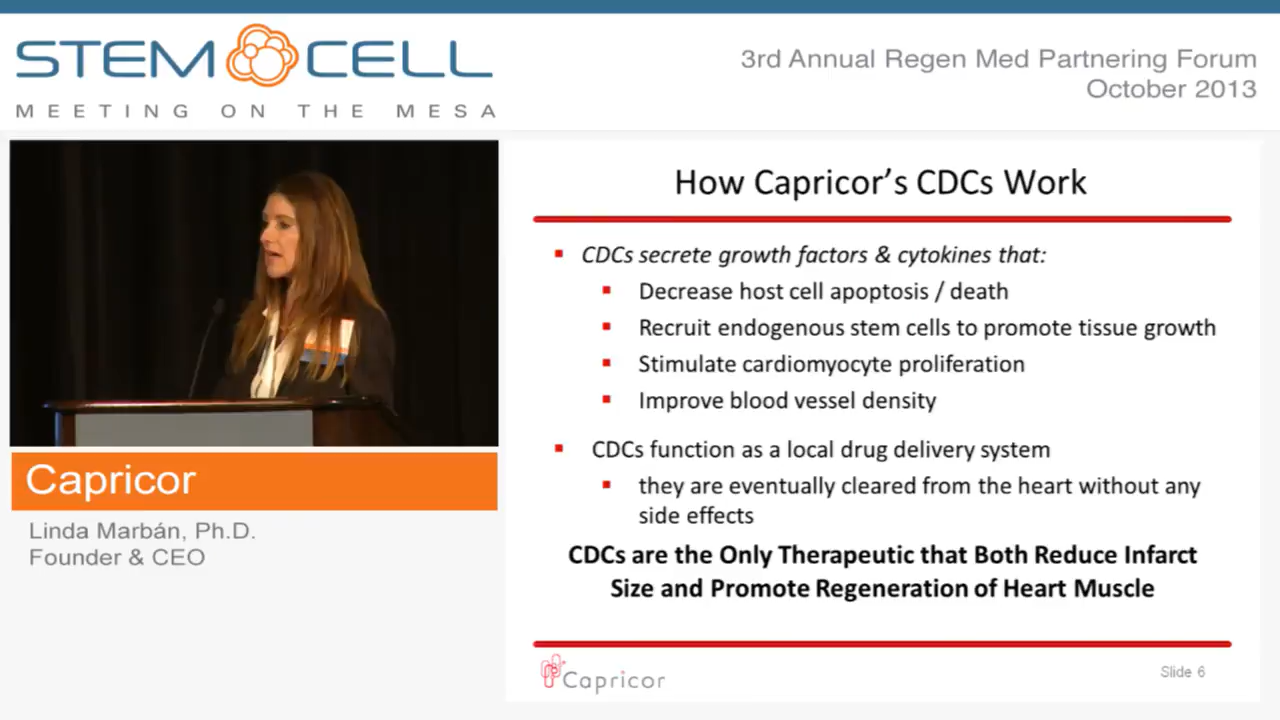 STEM CELL
MEETING ON THE MESA
3rd Annual Regen Med Partnering Forum
October 2013
How Capricor's CDCs Work
CDCs secrete growth factors & cytokines that:
Decrease host cell apoptosis / death
Recruit endogenous stem cells to promote tissue growth
Stimulate cardiomyocyte proliferation
Improve blood vessel density
CDCs function as a local drug delivery system
they are eventually cleared from the heart without any
side effects
CDCs are the Only Therapeutic that Both Reduce Infarct
Size and Promote Regeneration of Heart Muscle
Capricor
Slide 6
Capricor
Linda Marbán, Ph.D.
Founder & CEO